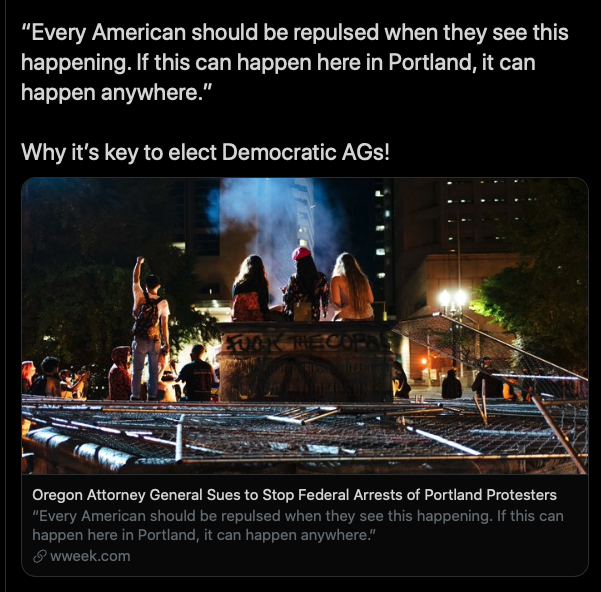 “Every American should be repulsed when they see this
happening. If this can happen here in Portland, it can
happen anywhere.”
Why it’s key to elect Democratic AGs!
FUCK THE COPS
Oregon Attorney General Sues to Stop Federal Arrests of Portland Protesters
“Every American should be repulsed when they see this happening. If this can
happen here in Portland, it can happen anywhere.”
wweek.com